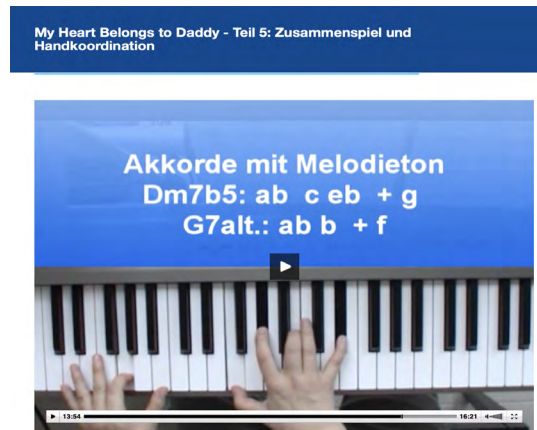 My Heart Belongs to Daddy - Teil 5: Zusammenspiel und
Handkoordination
Akkorde mit Melodieton
Dm7b5: ab c eb + g
G7alt.: ab b + f
13:54 16:21